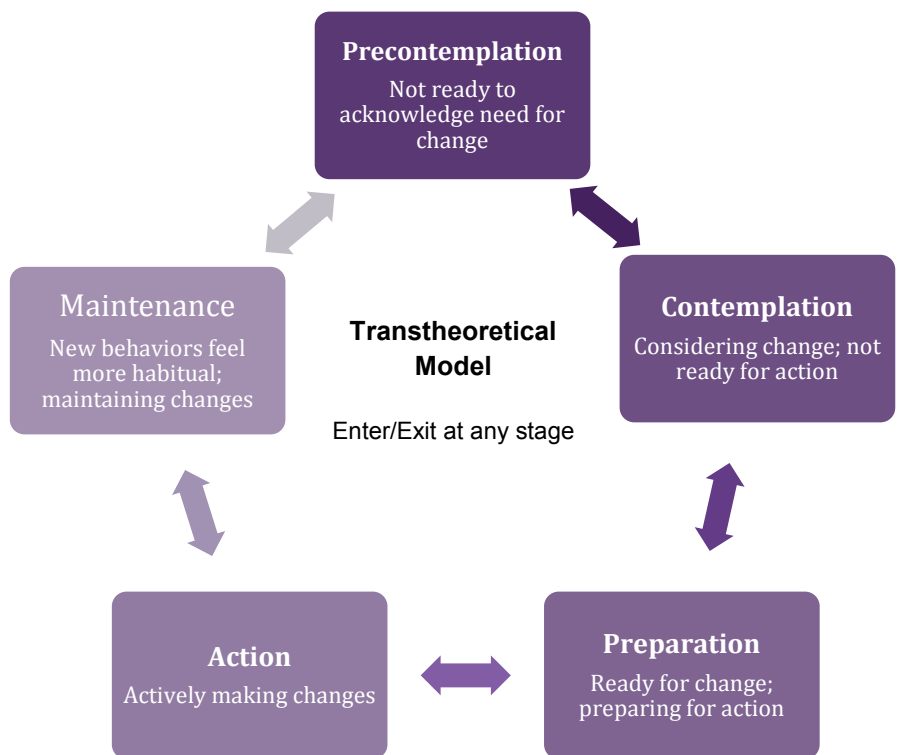 Precontemplation
Not ready to
acknowledge need for
change
Contemplation
Considering change; not
ready for action
Preparation
Ready for change;
preparing for action
Action
Actively making changes
Maintenance
New behaviors feel
more habitual;
maintaining changes
Transtheoretical
Model
Enter/Exit at any stage